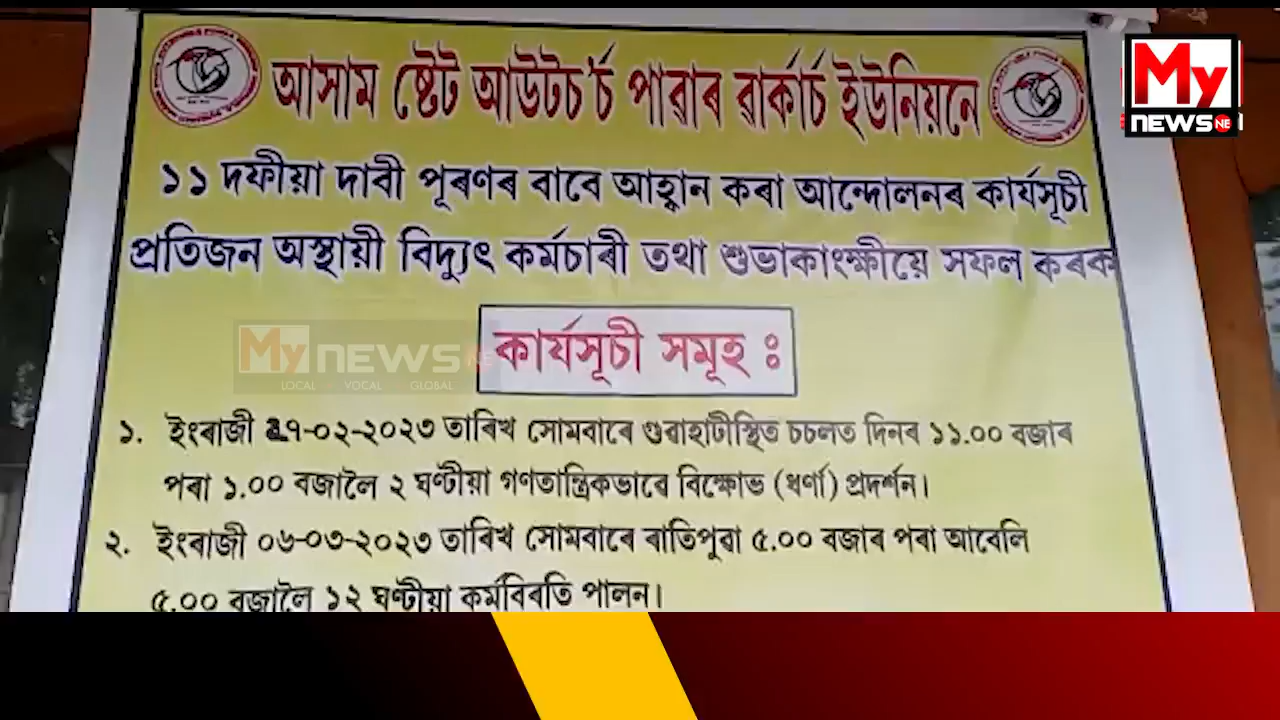 আসাম ষ্টেট আউটচ'ৰ্চ পাৱাৰ ৱাৰ্কাৰ্চ ইউনিয়নে
My
NEWS NE
১১ দফীয়া দাবী পূৰণৰ বাবে আহ্বান কৰা আন্দোলনৰ কাৰ্যসূচী
প্ৰতিজন অস্থায়ী বিদ্যুৎ কৰ্মচাৰী তথা শুভাকাংক্ষীয়ে সফল কৰক
কাৰ্যসূচী সমূহ ঃ
My NEWS NE
LOCAL VOCAL GLOBAL
১. ইংৰাজী ২৭-০২-২০২৩ তাৰিখ সোমবাৰে গুৱাহাটীস্থিত চচলত দিনৰ ১১.০০ বজাৰ
পৰা ১.০০ বজালৈ ২ ঘণ্টীয়া গণতান্ত্ৰিকভাৱে বিক্ষোভ (ধৰ্ণা) প্ৰদৰ্শন।
২. ইংৰাজী ০৬-০৩-২০২৩ তাৰিখ সোমবাৰে ৰাতিপুৱা ৫.০০ বজাৰ পৰা আবেলি
৫.০০ বজালৈ ১২ ঘণ্টীয়া কৰ্মবিৰতি পালন।